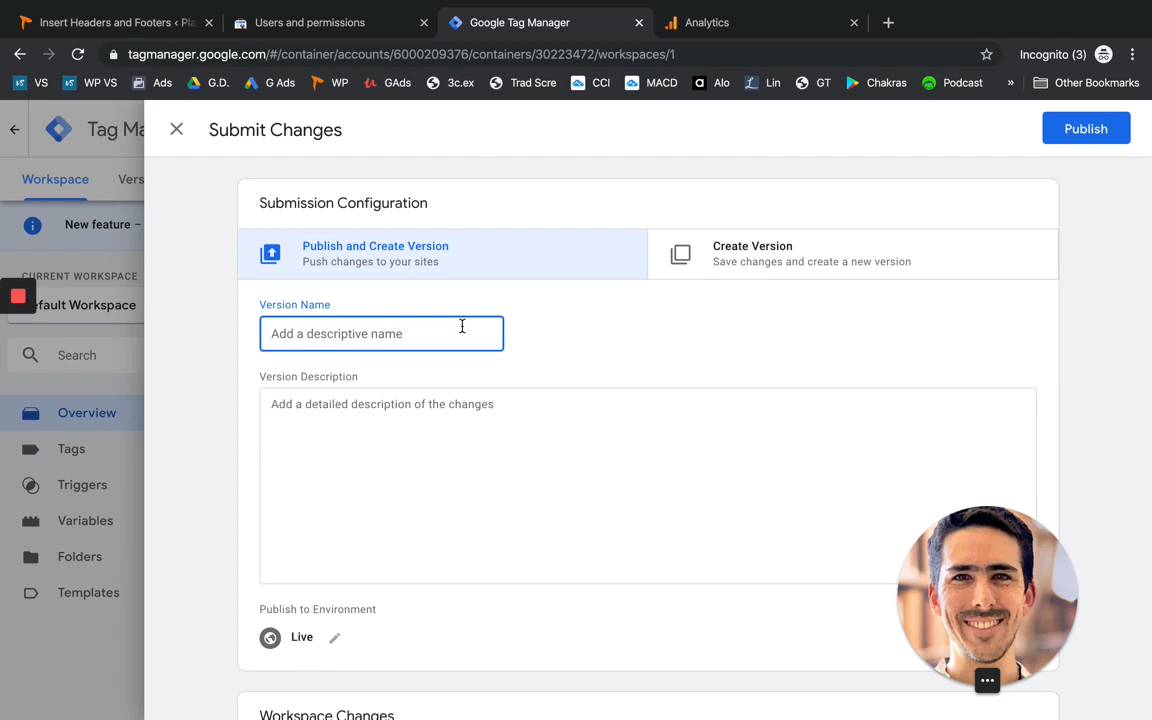 Insert Headers and Footers ‹ Pla
Users and permissions
Google Tag Manager
Analytics
tagmanager.google.com/#/container/accounts/6000209376/containers/30223472/workspaces/1
Incognito (3)
VS
WP VS
Ads
G.D.
G Ads
WP
GAds
3c.ex
Trad Scre
CCI
MACD
Alo
Lin
GT
Chakras
Podcast
»
Other Bookmarks
Tag Ma
Submit Changes
Publish
Workspace
Vers
New feature –
CURRENT WORKSPACE
efault Workspace
Search
Overview
Tags
Triggers
Variables
Folders
Templates
Submission Configuration
Publish and Create Version
Push changes to your sites
Create Version
Save changes and create a new version
Version Name
Add a descriptive name
Version Description
Add a detailed description of the changes
Publish to Environment
Live
Workspace Changes